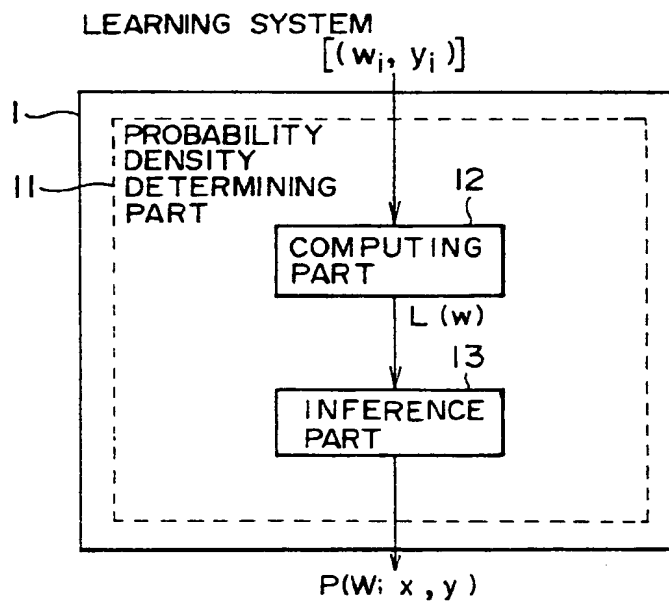 LEARNING SYSTEM
[(wi, yi)]
1
PROBABILITY
DENSITY
DETERMINING
PART
11
12
COMPUTING
PART
L (w)
13
INFERENCE
PART
P(W; x, y)